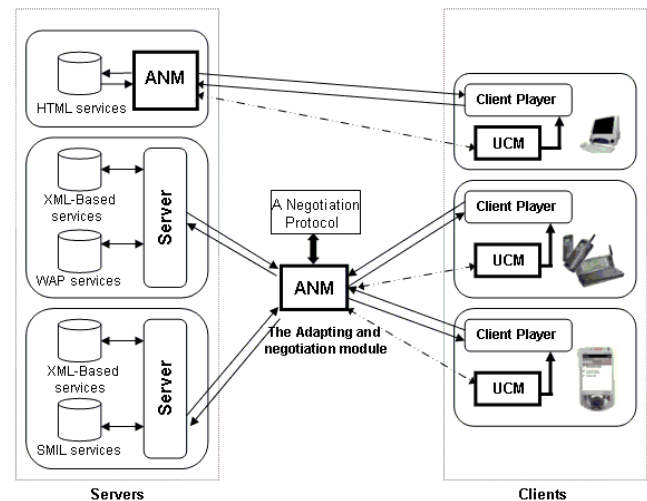 ANM
HTML services
XML-Based
services
WAP services
Server
XML-Based
services
SMIL services
Server
Servers
A Negotiation
Protocol
ANM
The Adapting and
negotiation module
Client Player
UCM
Client Player
UCM
Client Player
UCM
Clients